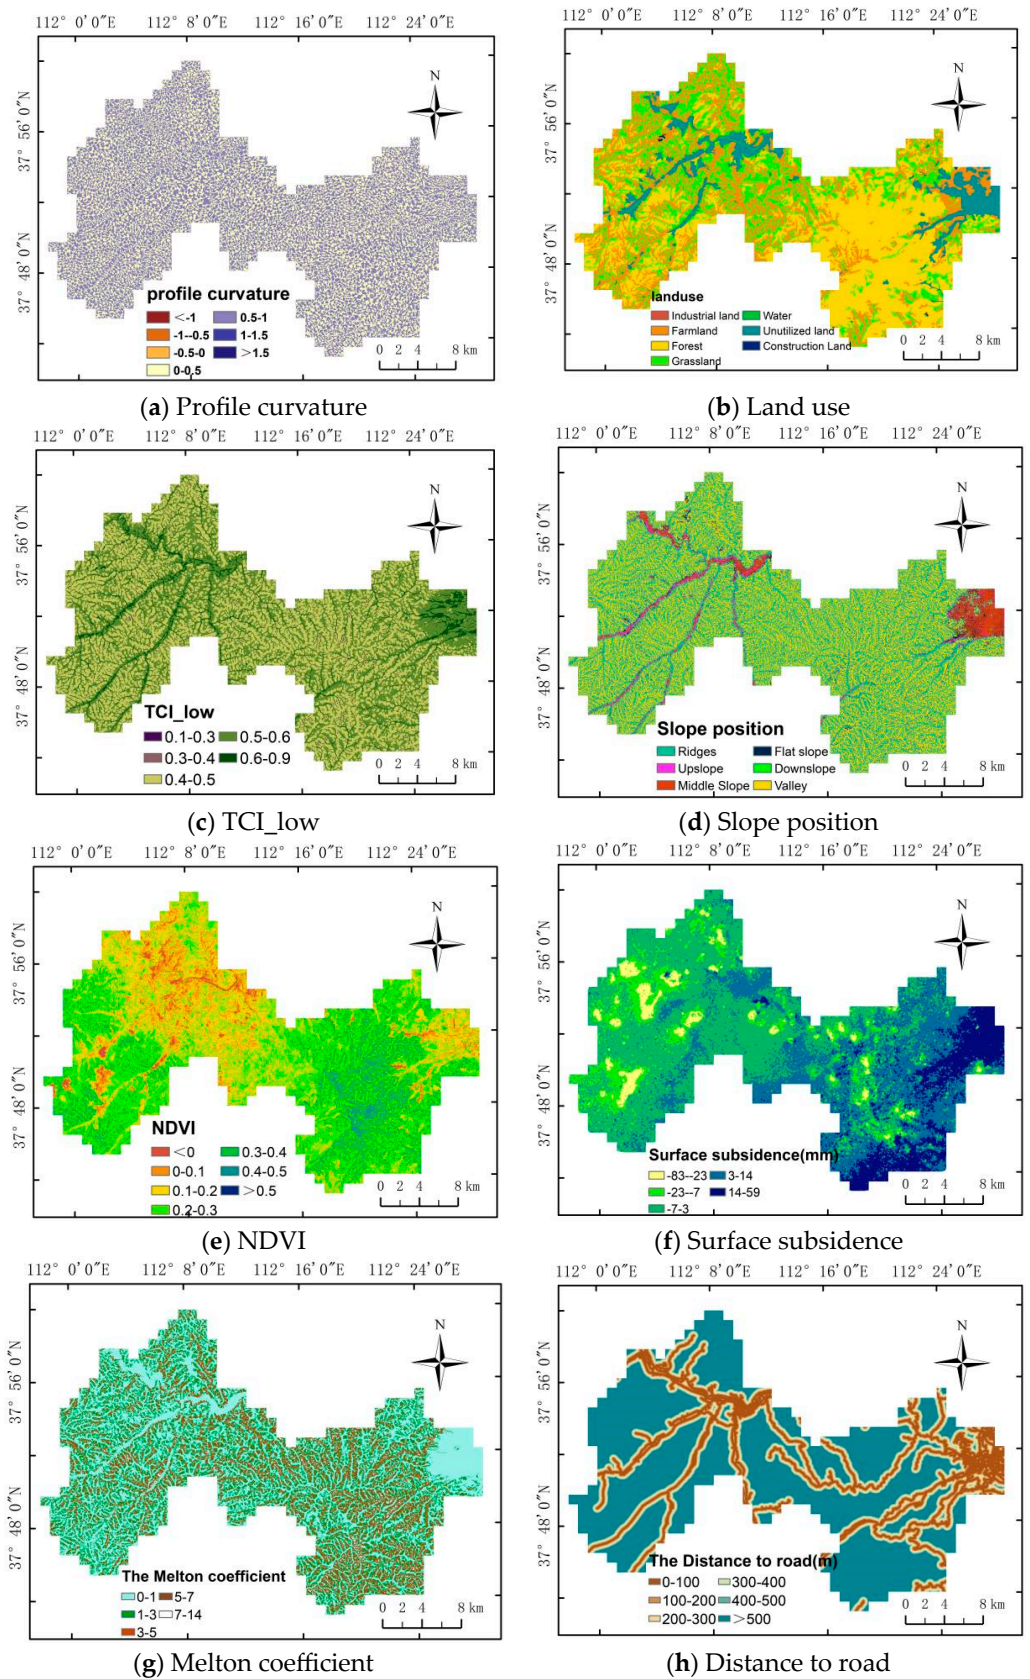 112° 0′ 0″E 112° 8′ 0″E 112° 16′ 0″E 112° 24′ 0″E
37° 56′ 0″N
37° 48′ 0″N
N
profile curvature
<-1 0.5-1
-1--0.5 1-1.5
-0.5-0 >1.5
0-0.5
0 2 4 8 km
(a) Profile curvature
112° 0′ 0″E 112° 8′ 0″E 112° 16′ 0″E 112° 24′ 0″E
37° 56′ 0″N
37° 48′ 0″N
N
landuse
Industrial land Water
Farmland Unutilized land
Forest Construction Land
Grassland
0 2 4 8 km
(b) Land use
112° 0′ 0″E 112° 8′ 0″E 112° 16′ 0″E 112° 24′ 0″E
37° 56′ 0″N
37° 48′ 0″N
N
TCI_low
0.1-0.3 0.5-0.6
0.3-0.4 0.6-0.9
0.4-0.5
0 2 4 8 km
(c) TCI_low
112° 0′ 0″E 112° 8′ 0″E 112° 16′ 0″E 112° 24′ 0″E
37° 56′ 0″N
37° 48′ 0″N
N
Slope position
Ridges Flat slope
Upslope Downslope
Middle Slope Valley
0 2 4 8 km
(d) Slope position
112° 0′ 0″E 112° 8′ 0″E 112° 16′ 0″E 112° 24′ 0″E
37° 56′ 0″N
37° 48′ 0″N
N
NDVI
<0 0.3-0.4
0-0.1 0.4-0.5
0.1-0.2 >0.5
0.2-0.3
0 2 4 8 km
(e) NDVI
112° 0′ 0″E 112° 8′ 0″E 112° 16′ 0″E 112° 24′ 0″E
37° 56′ 0″N
37° 48′ 0″N
N
Surface subsidence(mm)
-83--23 3-14
-23--7 14-59
-7-3
0 2 4 8 km
(f) Surface subsidence
112° 0′ 0″E 112° 8′ 0″E 112° 16′ 0″E 112° 24′ 0″E
37° 56′ 0″N
37° 48′ 0″N
N
The Melton coefficient
0-1 5-7
1-3 7-14
3-5
0 2 4 8 km
(g) Melton coefficient
112° 0′ 0″E 112° 8′ 0″E 112° 16′ 0″E 112° 24′ 0″E
37° 56′ 0″N
37° 48′ 0″N
N
The Distance to road(m)
0-100 300-400
100-200 400-500
200-300 >500
0 2 4 8 km
(h) Distance to road